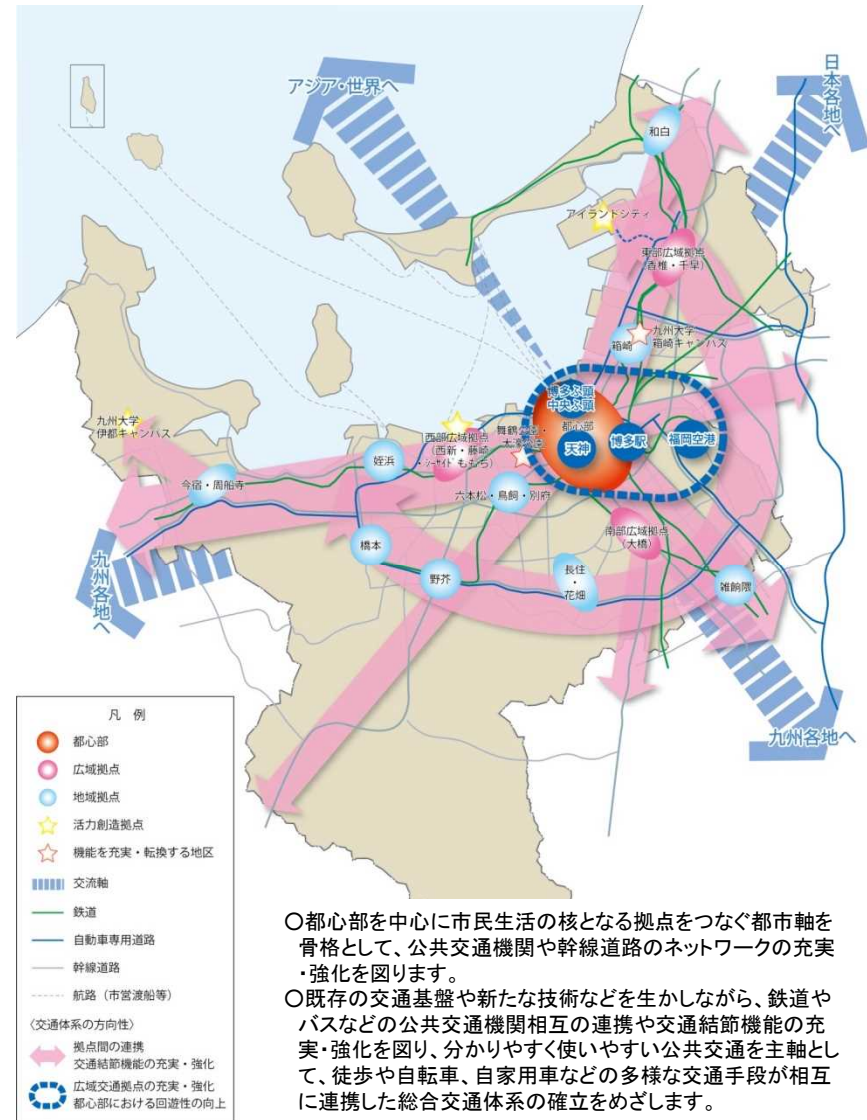 アジア・世界へ
日本各地へ
和白
アイランドシティ
東部広域拠点
(香椎・千早)
九州大学
箱崎キャンパス
箱崎
博多ふ頭
中央ふ頭
都心部
天神
博多駅
福岡空港
九州大学
伊都キャンパス
西部広域拠点
(西新・藤崎
・シーサイドももち)
姪浜
今宿・周船寺
六本松・鳥飼・別府
南部広域拠点
(大橋)
橋本
野芥
長住
・
花畑
雑餉隈
九州各地へ
九州各地へ
凡 例
都心部
広域拠点
地域拠点
活力創造拠点
機能を充実・転換する地区
交流軸
鉄道
自動車専用道路
幹線道路
航路（市営渡船等）
〈交通体系の方向性〉
拠点間の連携
交通結節機能の充実・強化
広域交通拠点の充実・強化
都心部における回遊性の向上
○都心部を中心に市民生活の核となる拠点をつなぐ都市軸を
骨格として、公共交通機関や幹線道路のネットワークの充実
・強化を図ります。
○既存の交通基盤や新たな技術などを生かしながら、鉄道や
バスなどの公共交通機関相互の連携や交通結節機能の充
実・強化を図り、分かりやすく使いやすい公共交通を主軸とし
て、徒歩や自転車、自家用車などの多様な交通手段が相互
に連携した総合交通体系の確立をめざします。